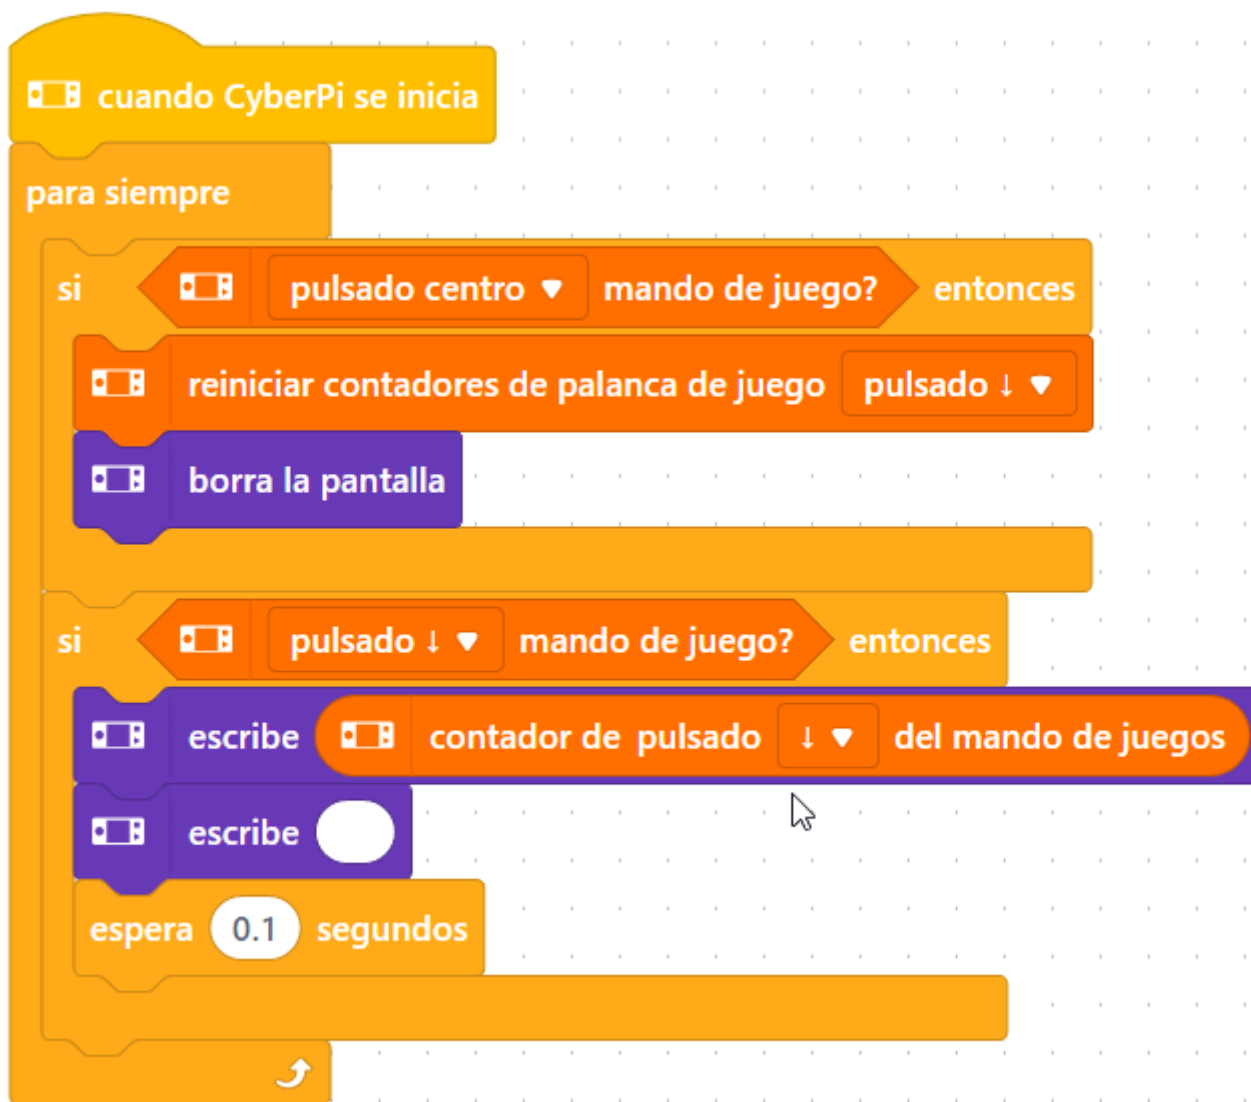 cuando CyberPi se inicia
para siempre
si pulsado centro mando de juego? entonces
reiniciar contadores de palanca de juego pulsado ↓
borra la pantalla
si pulsado ↓ mando de juego? entonces
escribe contador de pulsado ↓ del mando de juegos
escribe
espera 0.1 segundos